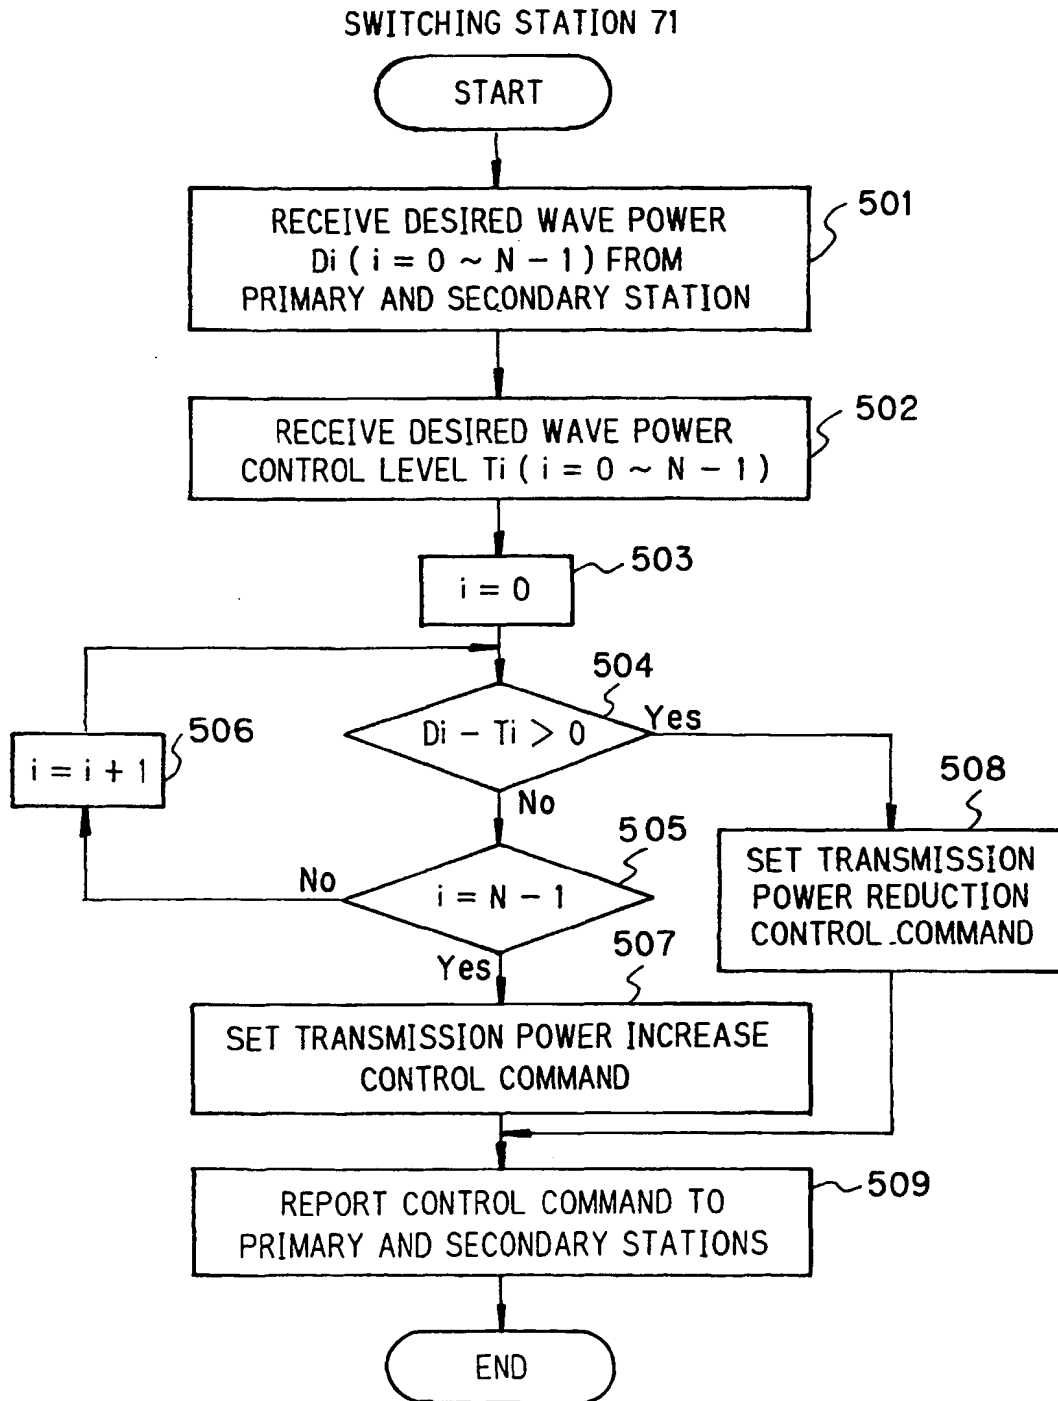 SWITCHING STATION 71
START
RECEIVE DESIRED WAVE POWER
Di ( i = 0 ~ N - 1 ) FROM
PRIMARY AND SECONDARY STATION
501
RECEIVE DESIRED WAVE POWER
CONTROL LEVEL Ti ( i = 0 ~ N - 1 )
502
i = 0
503
Di - Ti > 0
504
Yes
No
i = i + 1
506
i = N - 1
505
No
Yes
SET TRANSMISSION
POWER REDUCTION
CONTROL COMMAND
508
SET TRANSMISSION POWER INCREASE
CONTROL COMMAND
507
REPORT CONTROL COMMAND TO
PRIMARY AND SECONDARY STATIONS
509
END